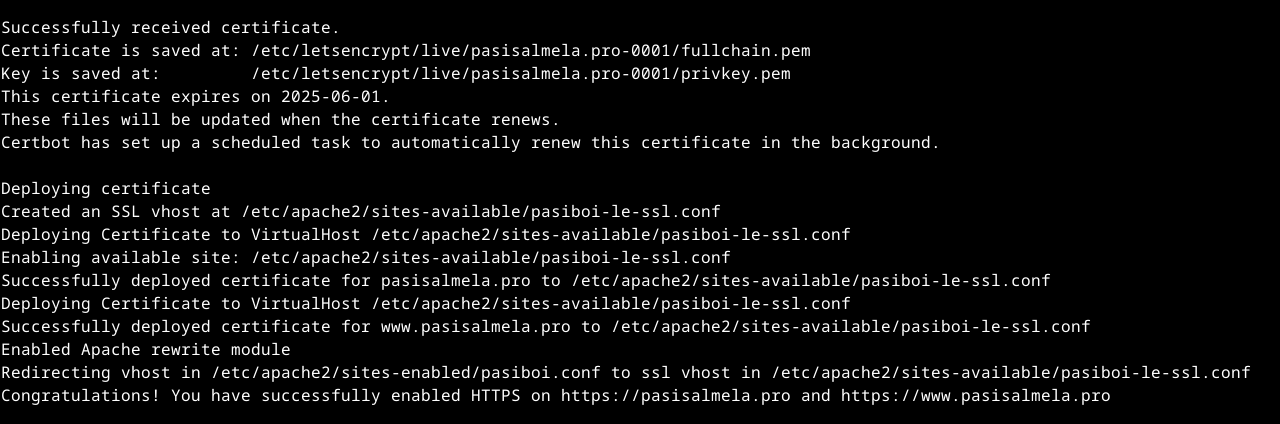 Successfully received certificate.
Certificate is saved at: /etc/letsencrypt/live/pasisalmela.pro-0001/fullchain.pem
Key is saved at:         /etc/letsencrypt/live/pasisalmela.pro-0001/privkey.pem
This certificate expires on 2025-06-01.
These files will be updated when the certificate renews.
Certbot has set up a scheduled task to automatically renew this certificate in the background.

Deploying certificate
Created an SSL vhost at /etc/apache2/sites-available/pasiboi-le-ssl.conf
Deploying Certificate to VirtualHost /etc/apache2/sites-available/pasiboi-le-ssl.conf
Enabling available site: /etc/apache2/sites-available/pasiboi-le-ssl.conf
Successfully deployed certificate for pasisalmela.pro to /etc/apache2/sites-available/pasiboi-le-ssl.conf
Deploying Certificate to VirtualHost /etc/apache2/sites-available/pasiboi-le-ssl.conf
Successfully deployed certificate for www.pasisalmela.pro to /etc/apache2/sites-available/pasiboi-le-ssl.conf
Enabled Apache rewrite module
Redirecting vhost in /etc/apache2/sites-enabled/pasiboi.conf to ssl vhost in /etc/apache2/sites-available/pasiboi-le-ssl.conf
Congratulations! You have successfully enabled HTTPS on https://pasisalmela.pro and https://www.pasisalmela.pro